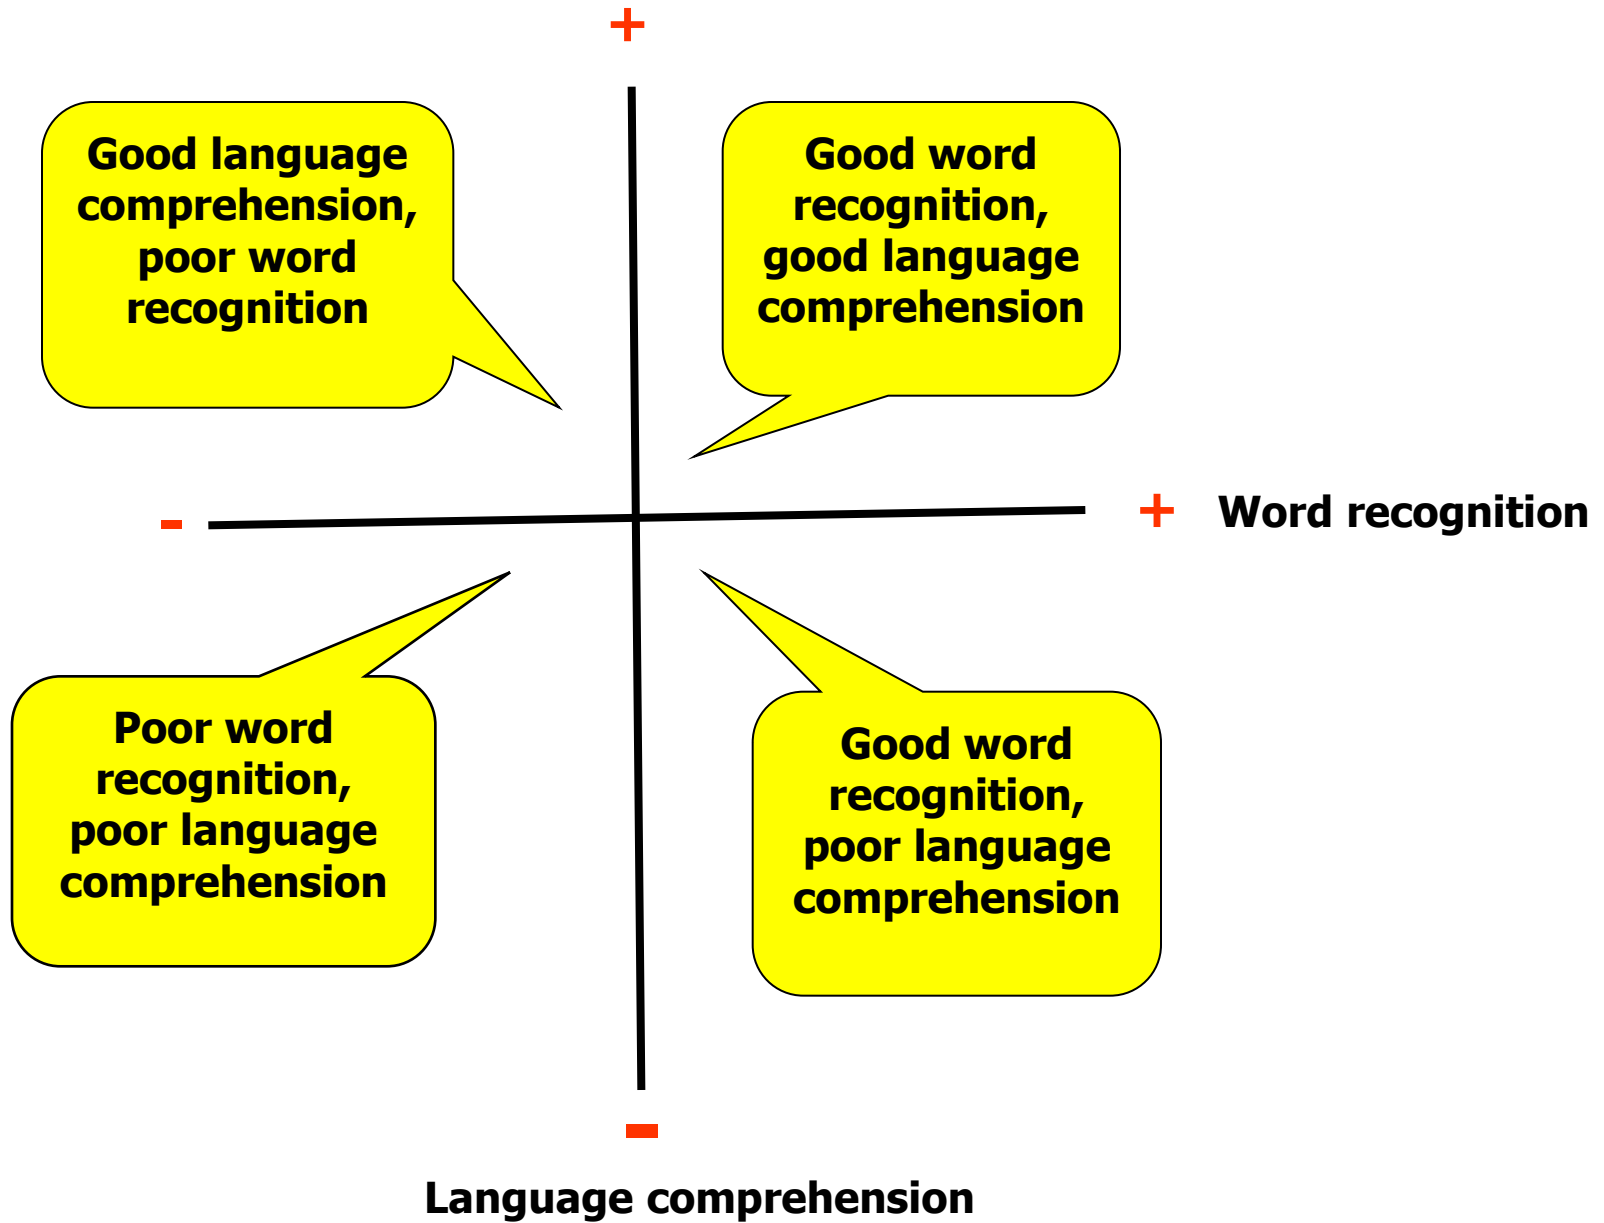 +
Good language
comprehension,
poor word
recognition
Good word
recognition,
good language
comprehension
-
+ Word recognition
Poor word
recognition,
poor language
comprehension
Good word
recognition,
poor language
comprehension
-
Language comprehension